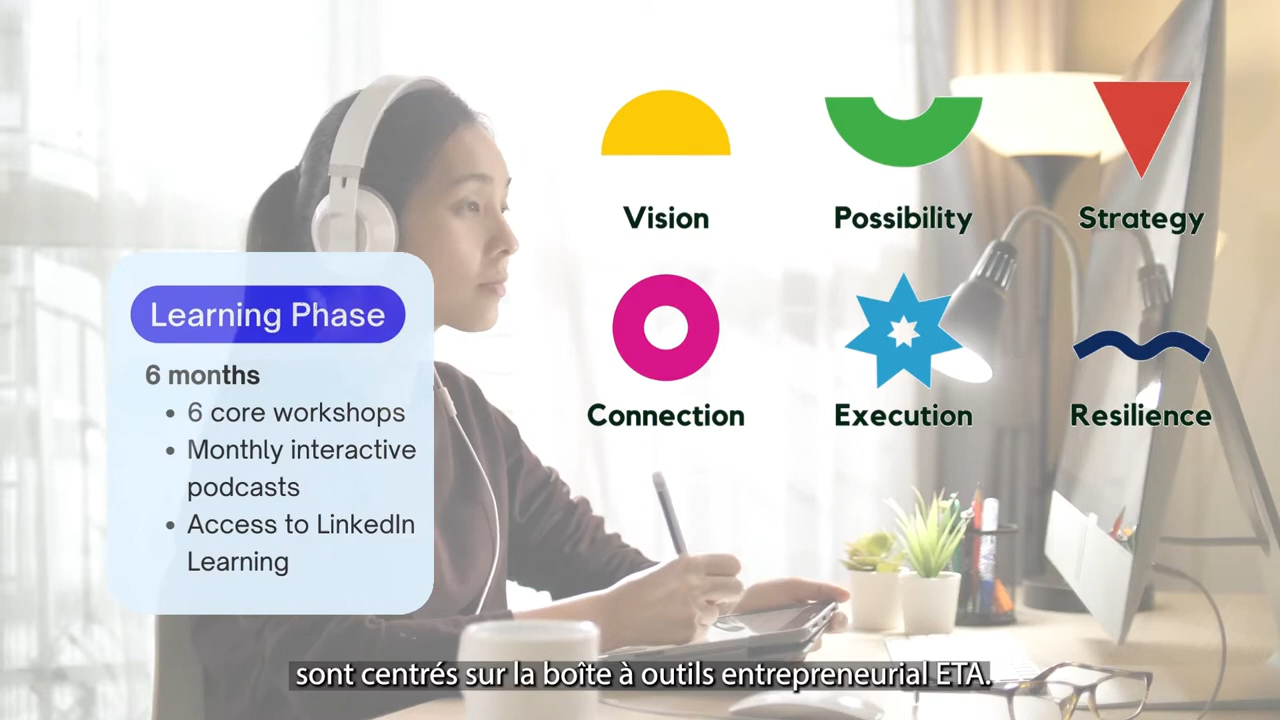 Learning Phase
6 months
• 6 core workshops
• Monthly interactive
podcasts
• Access to LinkedIn
Learning
Vision
Possibility
Strategy
Connection
Execution
Resilience
sont centrés sur la boîte à outils entrepreneurial ETA.